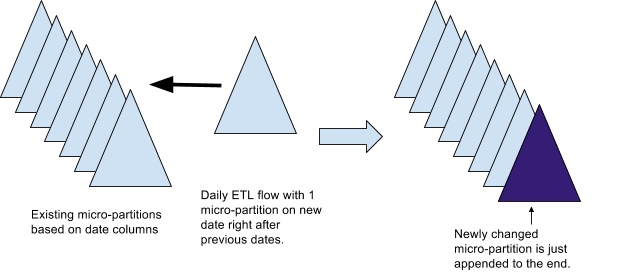 Existing micro-partitions
based on date columns
Daily ETL flow with 1
micro-partition on new
date right after
previous dates.
Newly changed
micro-partition is just
appended to the end.